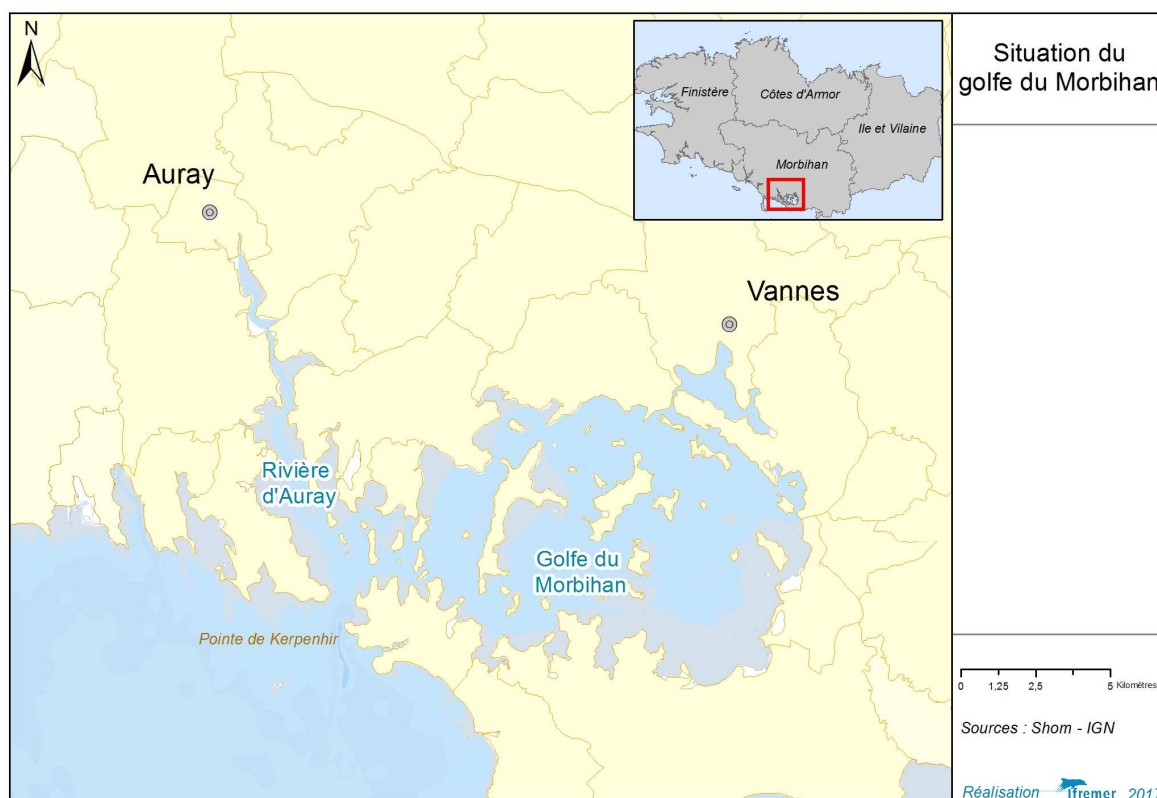 N
Situation du
golfe du Morbihan
Finistère
Côtes d'Armor
Ile et Vilaine
Morbihan
Auray
Vannes
Rivière
d'Auray
Golfe du
Morbihan
Pointe de Kerpenhir
0 1,25 2,5 5 Kilomètres
Sources : Shom - IGN
Réalisation Ifremer 2017